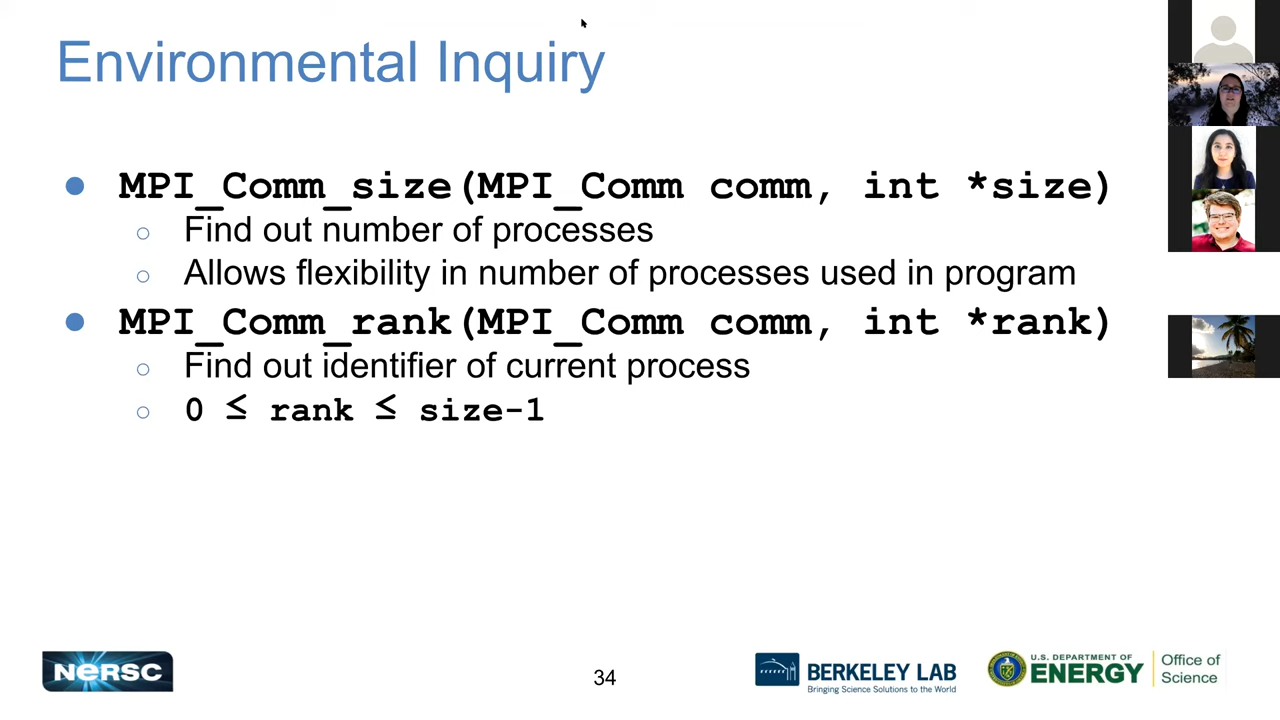 Environmental Inquiry
● MPI_Comm_size(MPI_Comm comm, int *size)
○ Find out number of processes
○ Allows flexibility in number of processes used in program
● MPI_Comm_rank(MPI_Comm comm, int *rank)
○ Find out identifier of current process
○ 0 ≤ rank ≤ size-1
NERSC
34
BERKELEY LAB
Bringing Science Solutions to the World
U.S. DEPARTMENT OF
ENERGY
Office of
Science